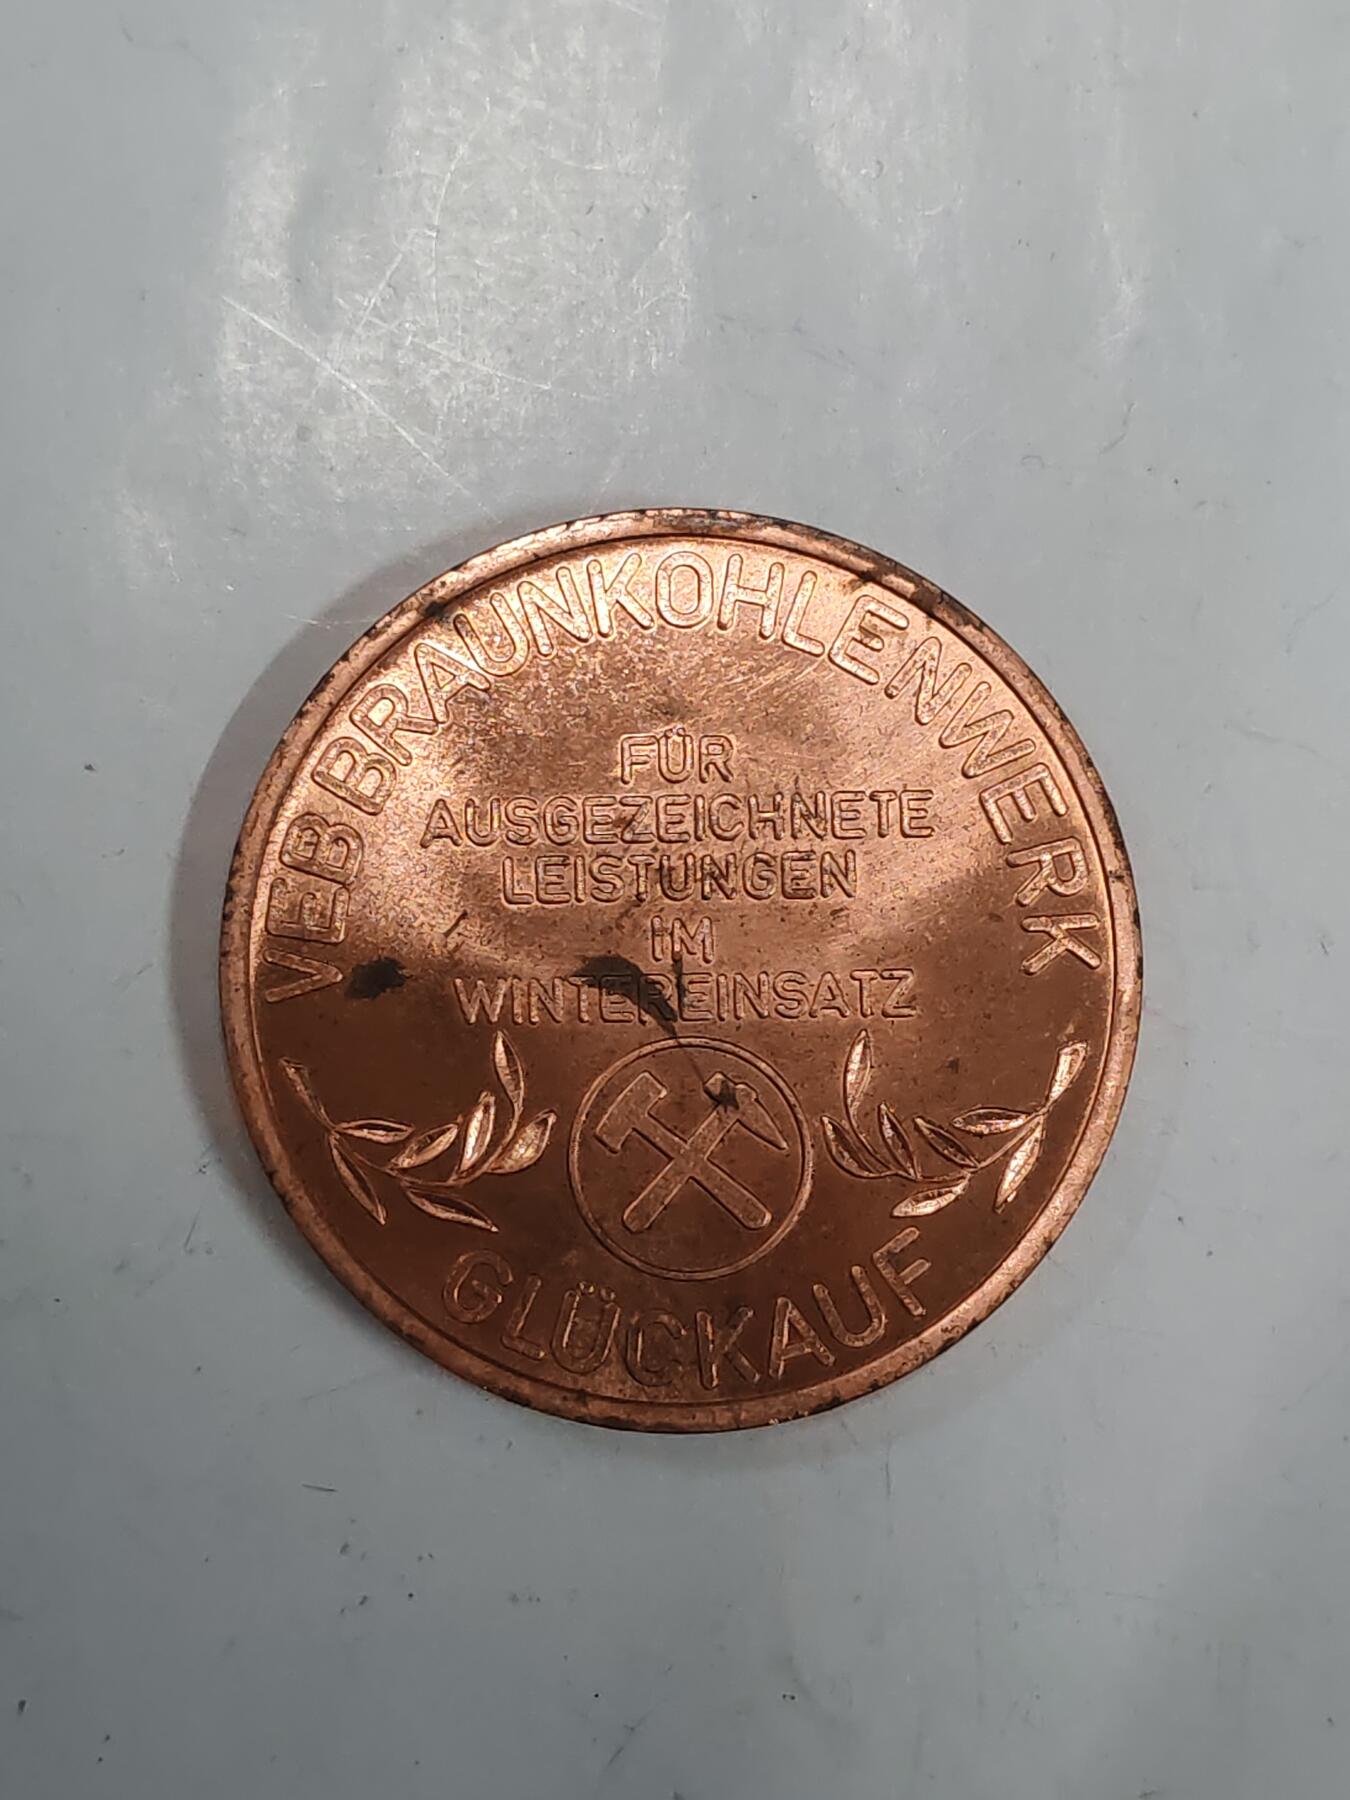 VEB BRAUNKOHLENWERK
FÜR
AUSGEZEICHNETE
LEISTUNGEN
IM
WINTEREINSATZ
GLÜCKAUF